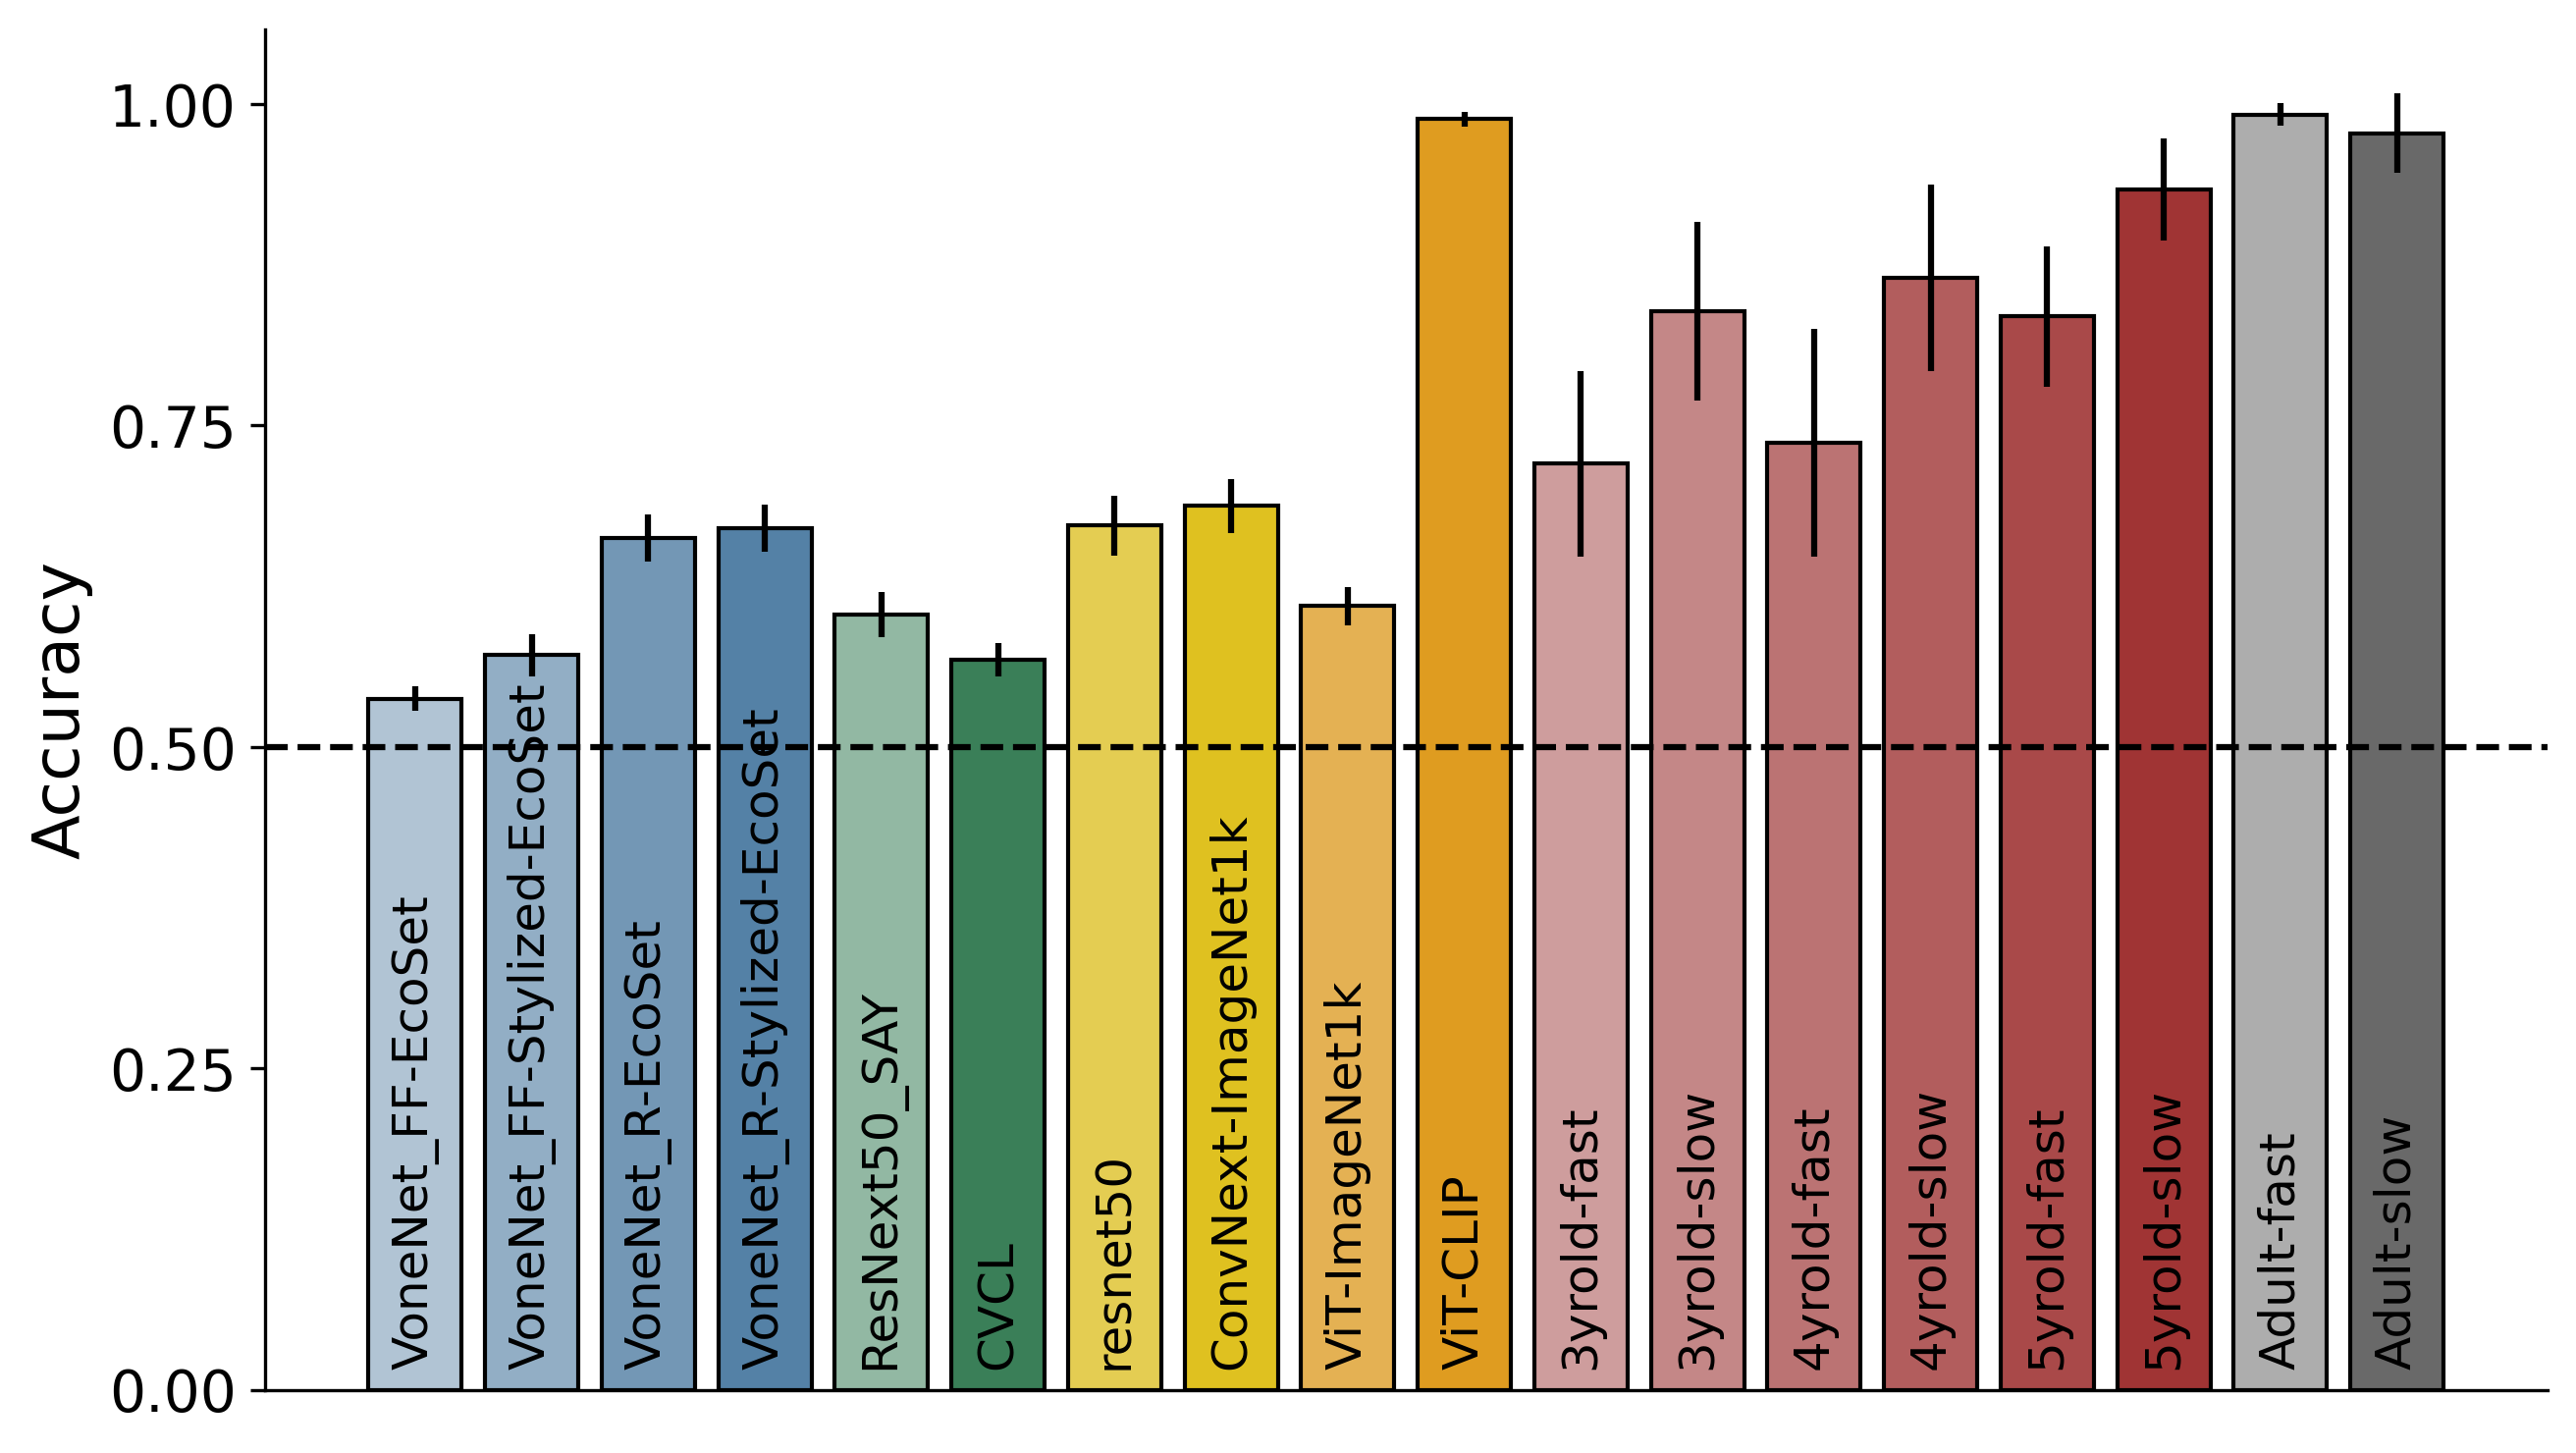 Accuracy
1.00
0.75
0.50
0.25
0.00
VoneNet_FF-EcoSet
VoneNet_FF-Stylized-EcoSet
VoneNet_R-EcoSet
VoneNet_R-Stylized-EcoSet
ResNext50_SAY
CVCL
resnet50
ConvNext-ImageNet1k
ViT-ImageNet1k
ViT-CLIP
3yrold-fast
3yrold-slow
4yrold-fast
4yrold-slow
5yrold-fast
5yrold-slow
Adult-fast
Adult-slow